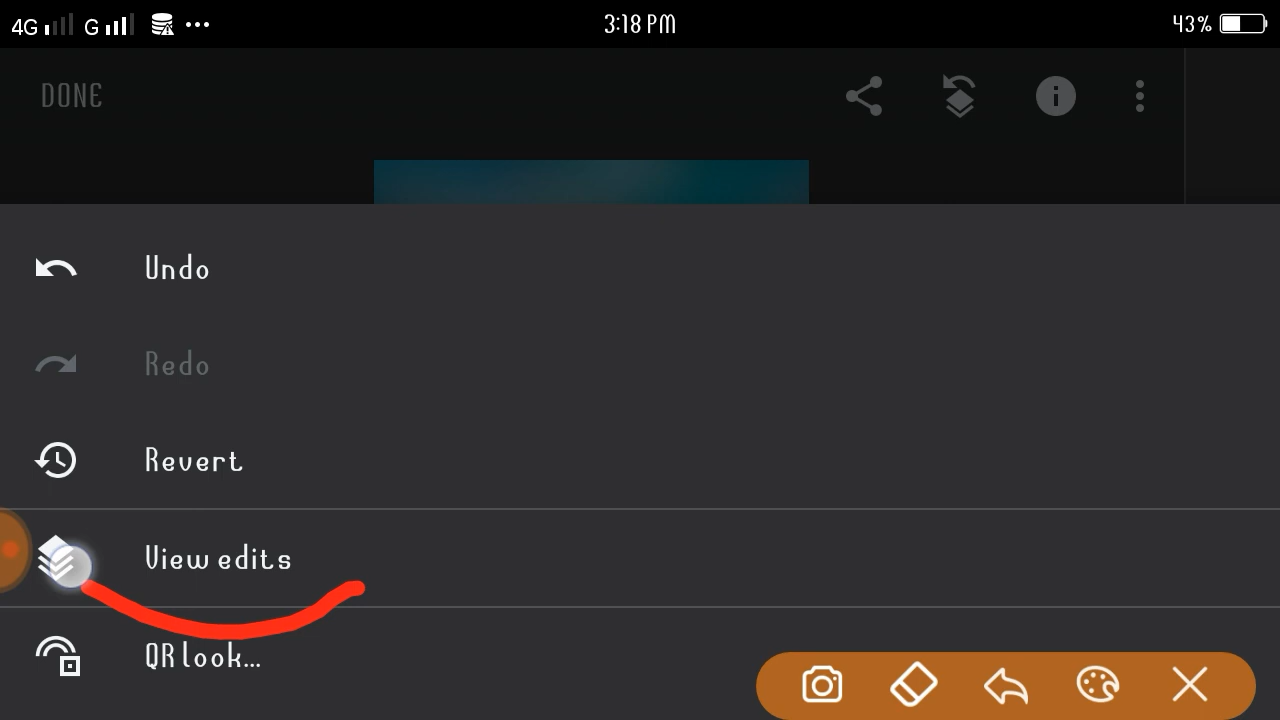 4G G 3:18 PM 43%
DONE
Undo
Redo
Revert
View edits
QR look...